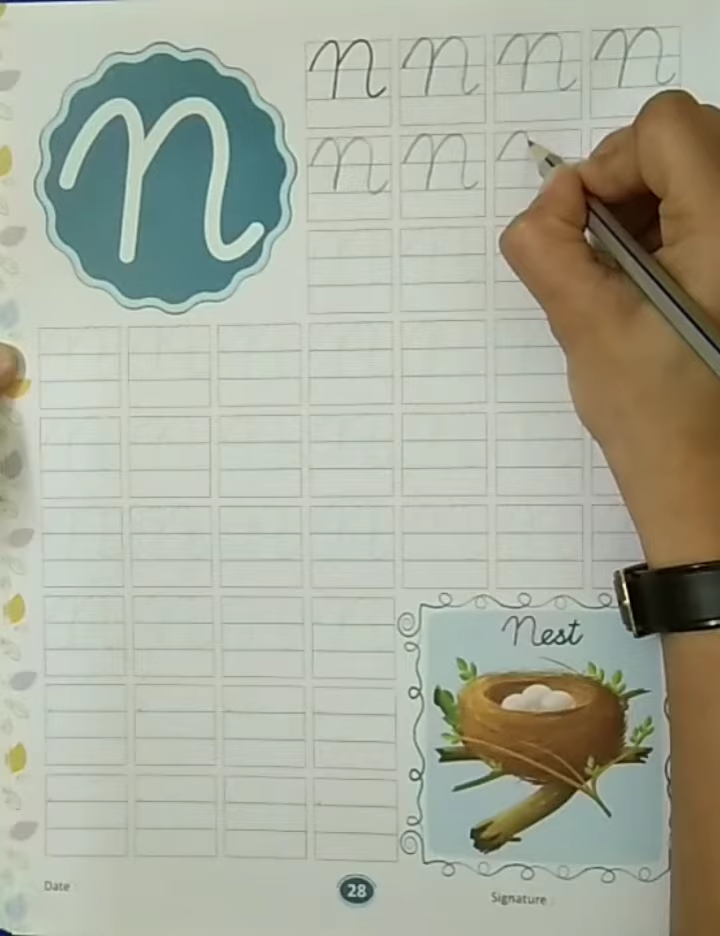 N
N N N N
N N
Nest
Date :
28
Signature :